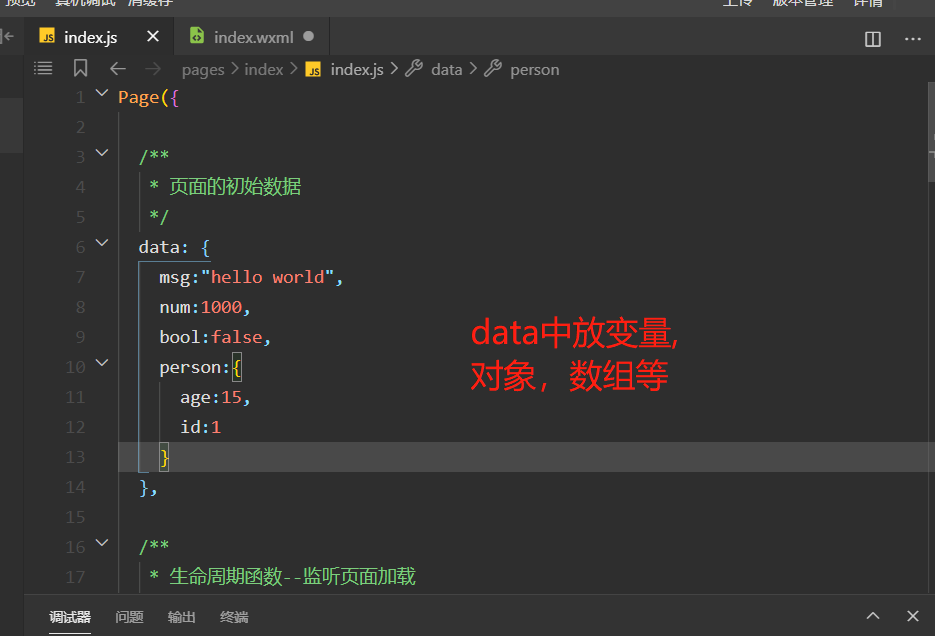 预览 真机调试 清缓存 上传 版本管理 详情
index.js index.wxml
pages index index.js data person
1 Page({
2
3 /**
4 * 页面的初始数据
5 */
6 data: {
7 msg:"hello world",
8 num:1000,
9 bool:false,
10 person:{
11 age:15,
12 id:1
13 }
14 },
15
16 /**
17 * 生命周期函数--监听页面加载
data中放变量,
对象，数组等
调试器 问题 输出 终端